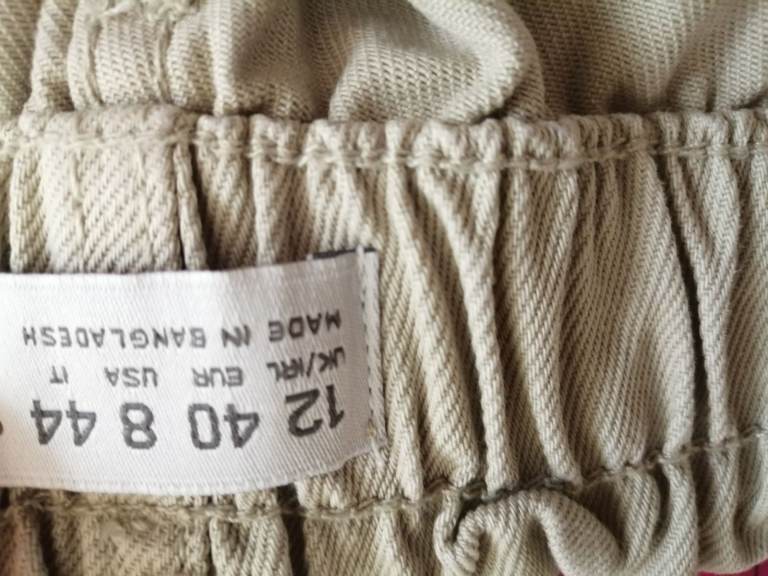 12 40 8 44
UK/IRL EUR USA IT
MADE IN BANGLADESH